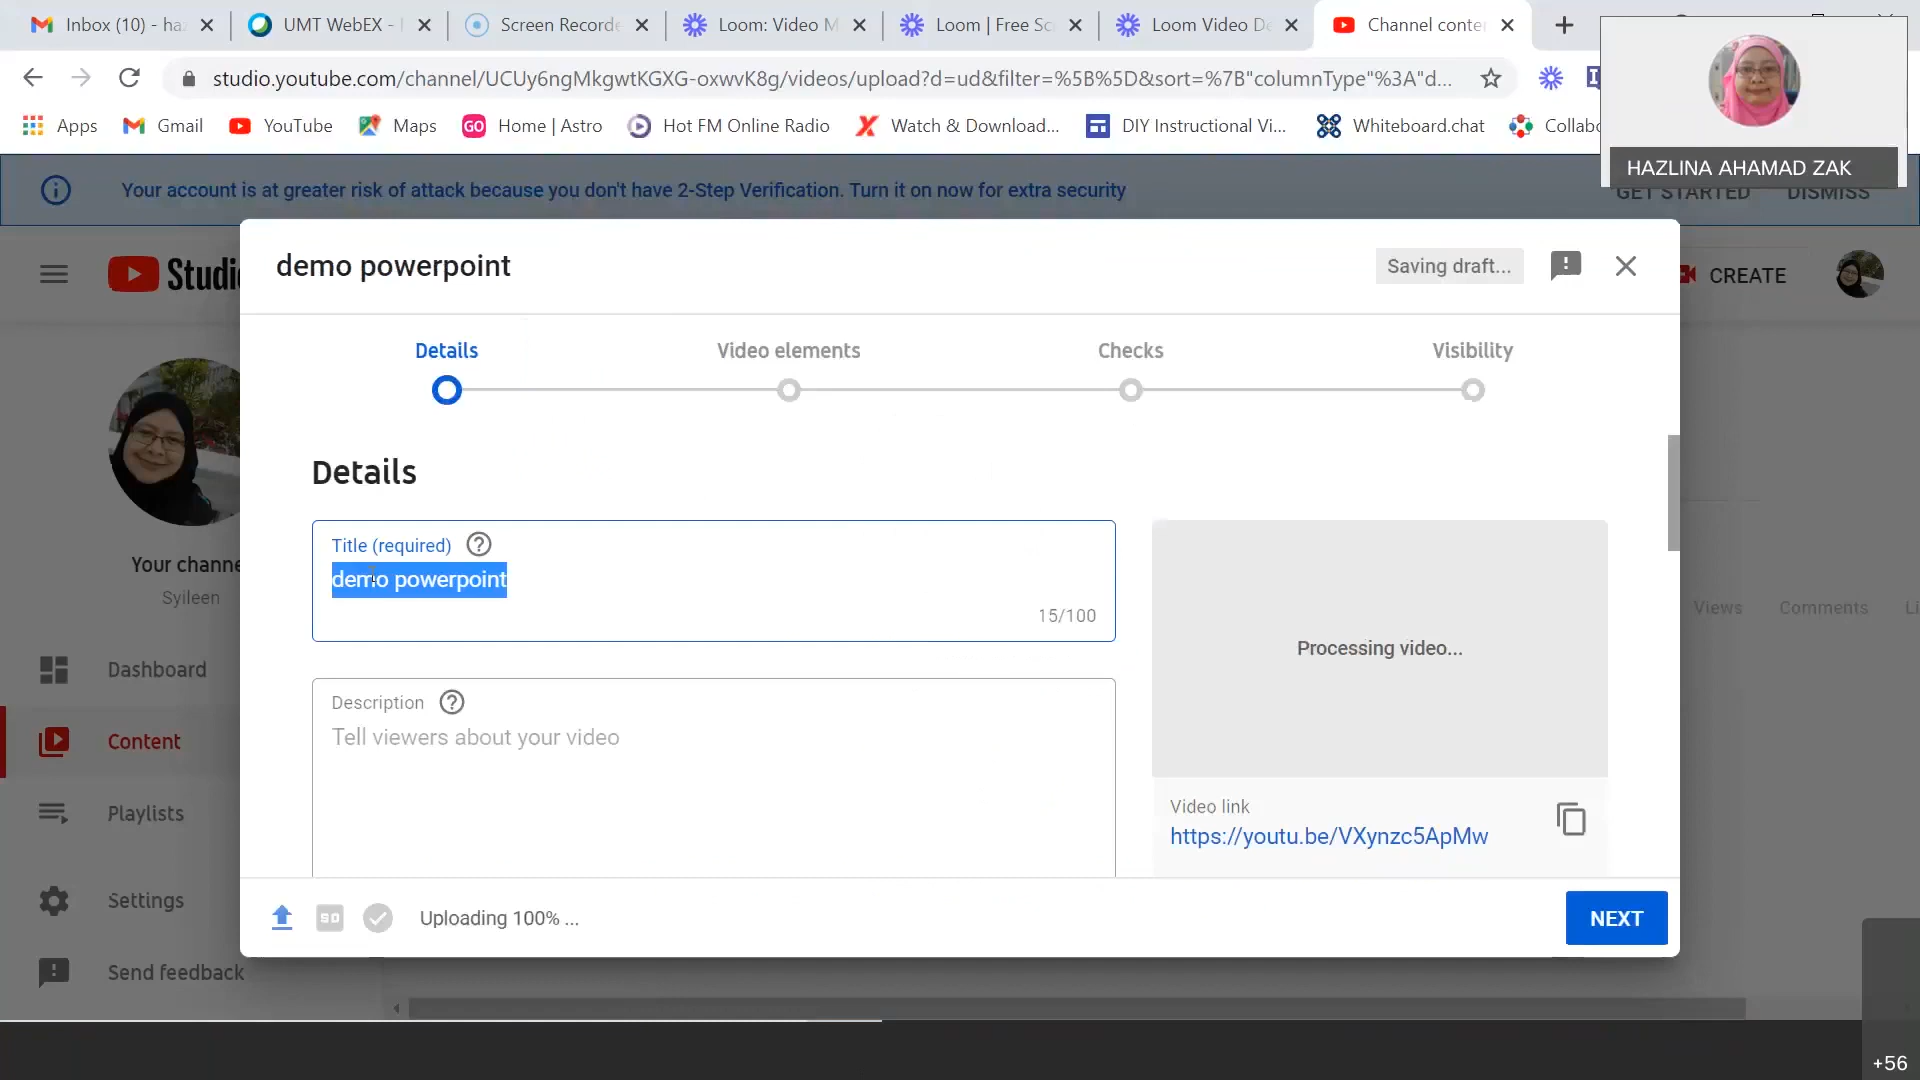 Inbox (10) - ha
UMT WebEX -
Screen Recorde
Loom: Video M
Loom | Free Sc
Loom Video Do
Channel conte
studio.youtube.com/channel/UCUy6ngMkgwtKGXG-oxwvK8g/videos/upload?d=ud&filter=%5B%5D&sort=%7B"columnType"%3A"d...
Apps
Gmail
YouTube
Maps
GO
Home | Astro
Hot FM Online Radio
Watch & Download...
DIY Instructional Vi...
Whiteboard.chat
Collabo
HAZLINA AHAMAD ZAK
Your account is at greater risk of attack because you don't have 2-Step Verification. Turn it on now for extra security
GET STARTED
DISMISS
Studi
CREATE
demo powerpoint
Saving draft...
Details
Video elements
Checks
Visibility
Details
Title (required)
demo powerpoint
15/100
Description
Tell viewers about your video
Processing video...
Video link
https://youtu.be/VXynzc5ApMw
Your channe
Syileen
Dashboard
Content
Playlists
Settings
Send feedback
Views
Comments
Li
SD
Uploading 100% ...
NEXT
+56